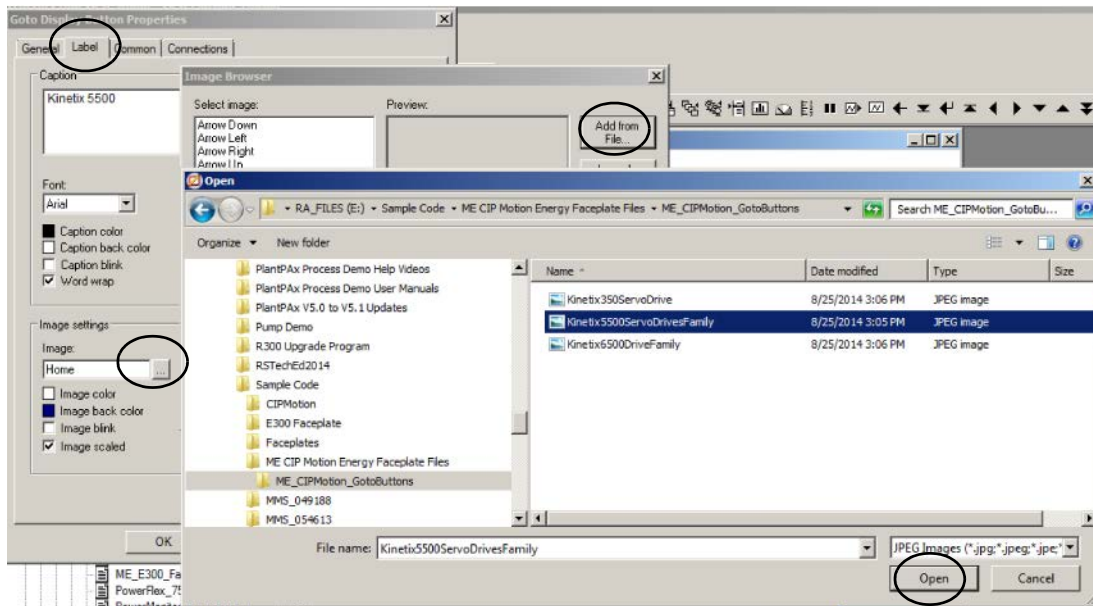 Goto Display Button Properties
General Label Common Connections
Caption
Kinetix 5500
Font:
Arial
Caption color
Caption back color
Caption blink
Word wrap
Image settings
Image:
Home
...
Image color
Image back color
Image blink
Image scaled
OK
Image Browser
Select image:
Preview:
Arrow Down
Arrow Left
Arrow Right
Arrow Up
Add from
File...
Open
RA_FILES (E:) Sample Code ME CIP Motion Energy Faceplate Files ME_CIPMotion_GotoButtons
Search ME_CIPMotion_GotoBu...
Organize New folder
PlantPAx Process Demo Help Videos
PlantPAx Process Demo User Manuals
PlantPAx V5.0 to V5.1 Updates
Pump Demo
R300 Upgrade Program
RSTechEd2014
Sample Code
CIPMotion
E300 Faceplate
Faceplates
ME CIP Motion Energy Faceplate Files
ME_CIPMotion_GotoButtons
MMS_049188
MMS_054613
Name Date modified Type Size
Kinetix350ServoDrive 8/25/2014 3:06 PM JPEG image
Kinetix5500ServoDrivesFamily 8/25/2014 3:05 PM JPEG image
Kinetix6500DriveFamily 8/25/2014 3:06 PM JPEG image
File name: Kinetix5500ServoDrivesFamily
JPEG Images (*.jpg;*.jpeg;*.jpe;*
Open Cancel
ME_E300_Fa
PowerFlex_75